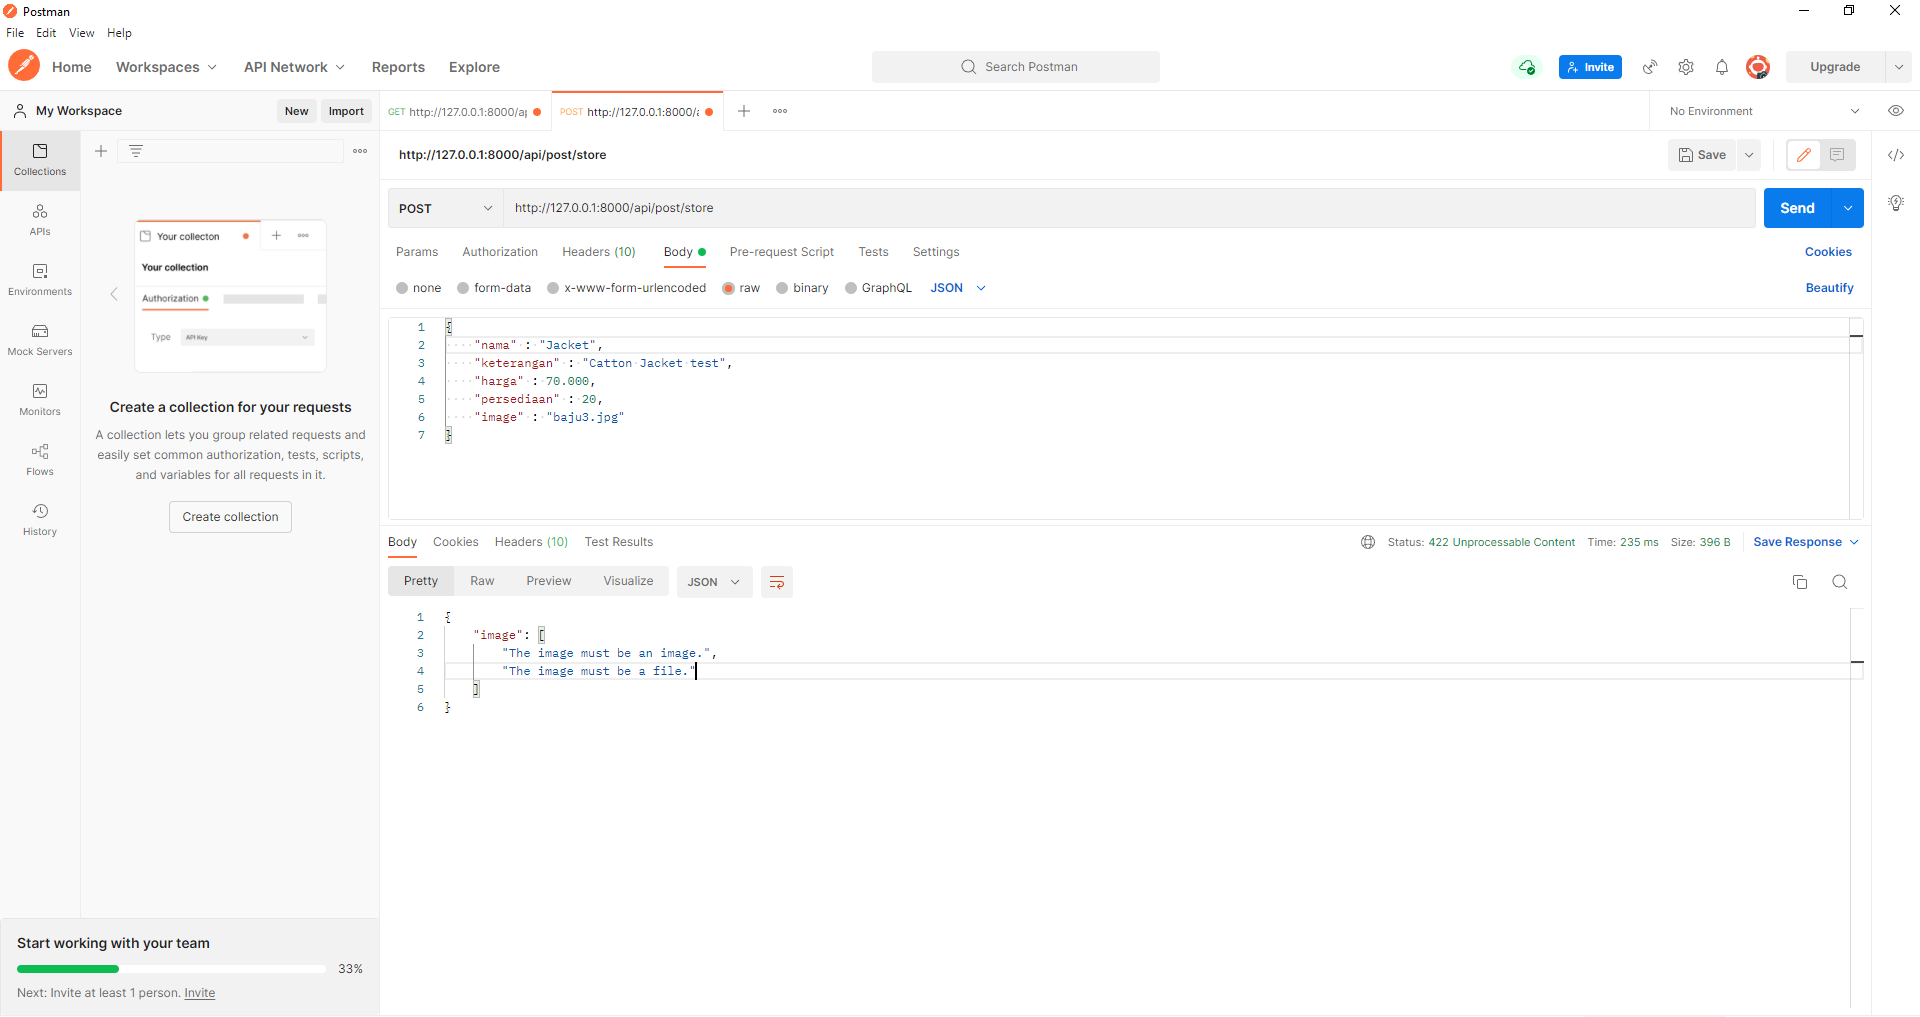 Postman
File Edit View Help
Home Workspaces API Network Reports Explore Search Postman Invite Upgrade
My Workspace New Import GET http://127.0.0.1:8000/a POST http://127.0.0.1:8000/ No Environment
Collections
APIs
Environments
Mock Servers
Monitors
Flows
History
Your collecton
Your collection
Authorization
Type API Key
Create a collection for your requests
A collection lets you group related requests and
easily set common authorization, tests, scripts,
and variables for all requests in it.
Create collection
Start working with your team
33%
Next: Invite at least 1 person. Invite
http://127.0.0.1:8000/api/post/store Save
POST http://127.0.0.1:8000/api/post/store Send
Params Authorization Headers (10) Body Pre-request Script Tests Settings Cookies
none form-data x-www-form-urlencoded raw binary GraphQL JSON Beautify
1 {
2 "nama" : "Jacket",
3 "keterangan" : "Catton Jacket test",
4 "harga" : 70.000,
5 "persediaan" : 20,
6 "image" : "baju3.jpg"
7 }
Body Cookies Headers (10) Test Results Status: 422 Unprocessable Content Time: 235 ms Size: 396 B Save Response
Pretty Raw Preview Visualize JSON
1 {
2 "image": [
3 "The image must be an image.",
4 "The image must be a file."
5 ]
6 }